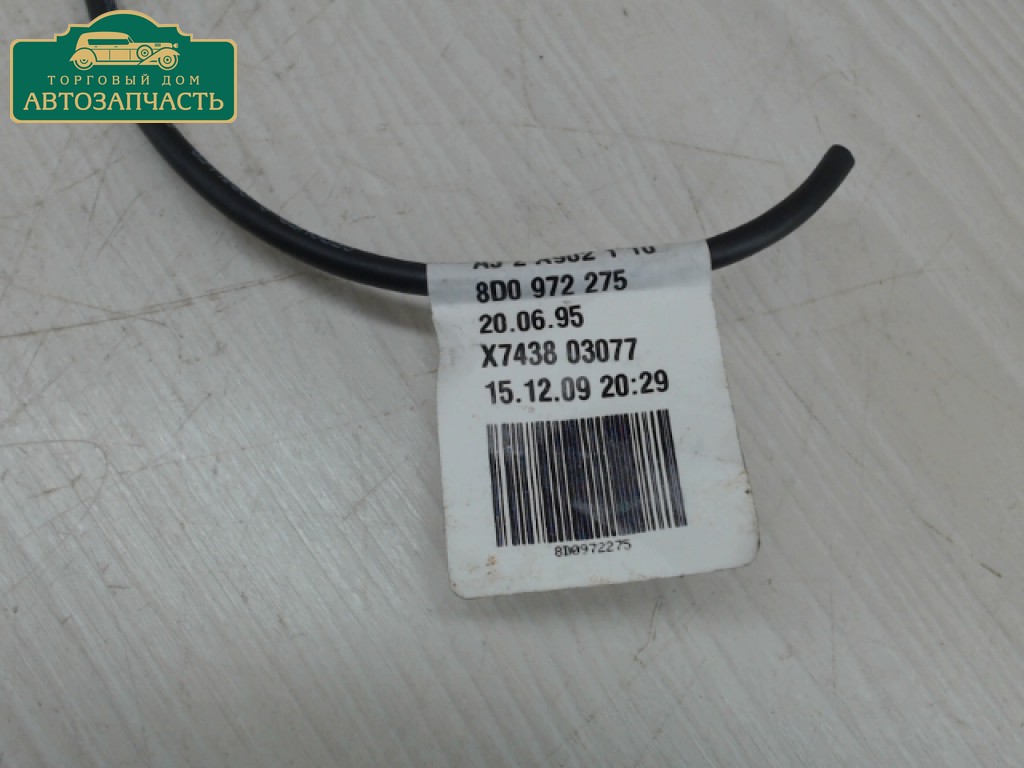 ТОРГОВЫЙ ДОМ
АВТОЗАПЧАСТЬ
8D0 972 275
20.06.95
X7438 03077
15.12.09 20:29
8D0972275